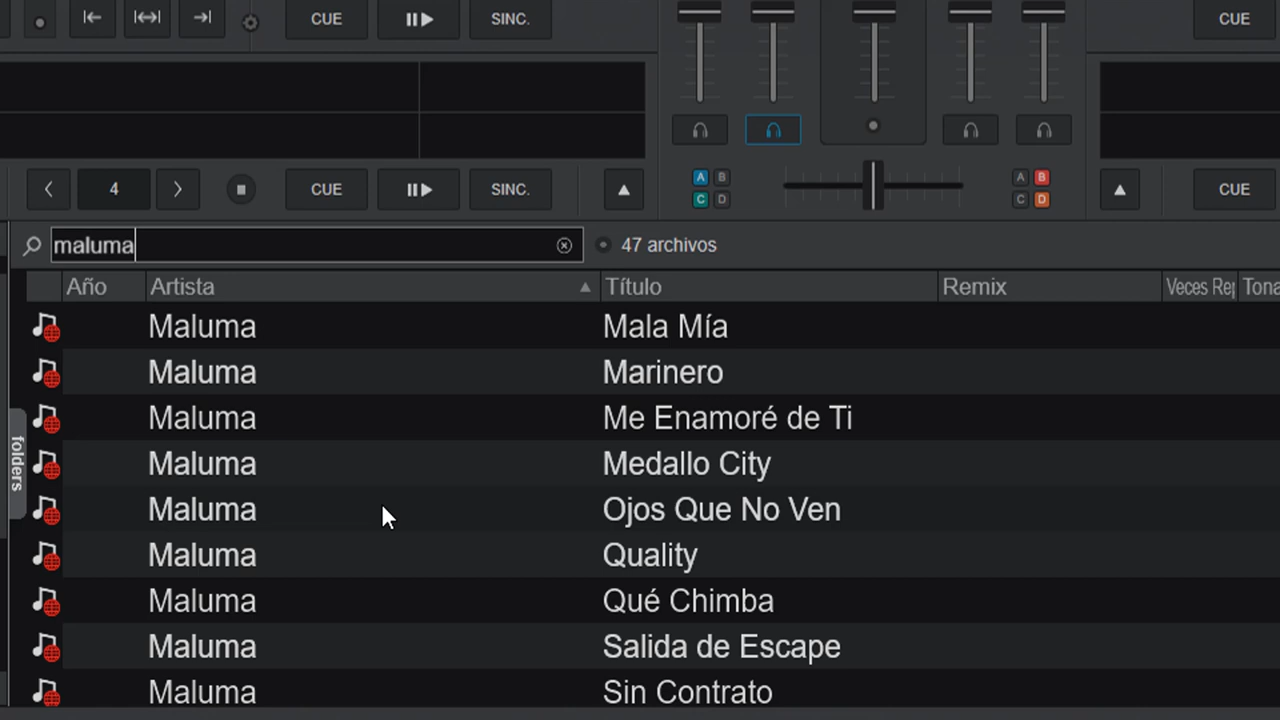 CUE SINC. CUE
4 CUE SINC. A B C D A B C D CUE
maluma 47 archivos
Año Artista Título Remix Veces Rep Tona
Maluma Mala Mía
Maluma Marinero
Maluma Me Enamoré de Ti
Maluma Medallo City
Maluma Ojos Que No Ven
Maluma Quality
Maluma Qué Chimba
Maluma Salida de Escape
Maluma Sin Contrato
folders